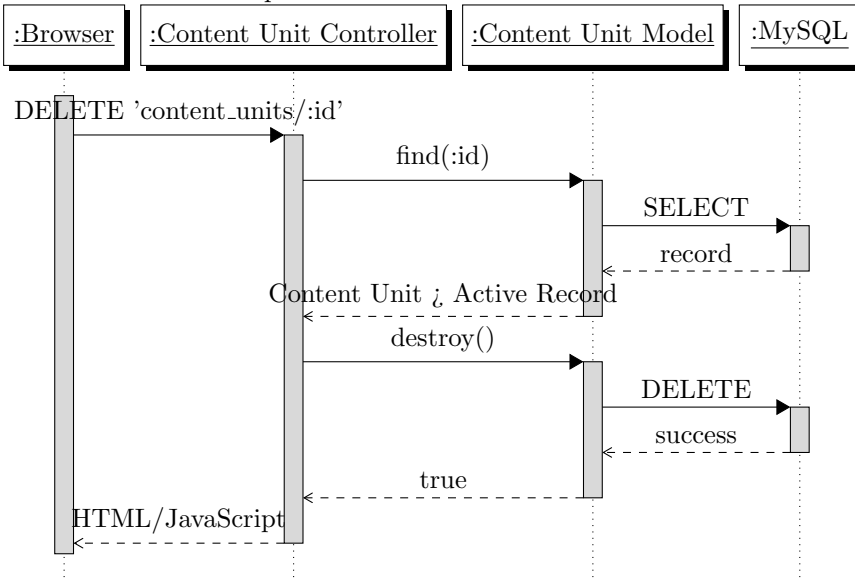 :Browser
:Content Unit Controller
:Content Unit Model
:MySQL
DELETE 'content_units/:id'
find(:id)
SELECT
record
Content Unit ¿ Active Record
destroy()
DELETE
success
true
HTML/JavaScript